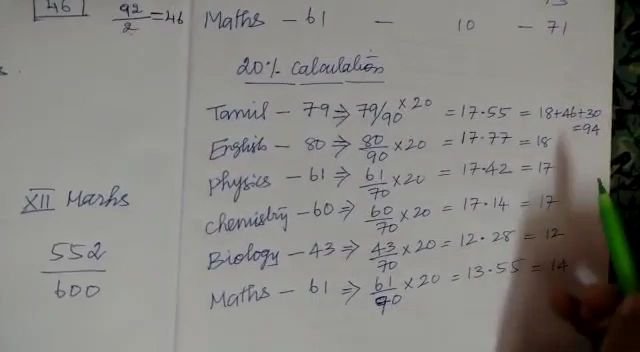 46
92/2 = 46
Maths – 61 – 10 – 71
20% Calculation
Tamil – 79 ⇒ 79/90 × 20 = 17.55 = 18+46+30
=94
English – 80 ⇒ 80/90 × 20 = 17.77 = 18
Physics – 61 ⇒ 61/70 × 20 = 17.42 = 17
Chemistry – 60 ⇒ 60/70 × 20 = 17.14 = 17
Biology – 43 ⇒ 43/70 × 20 = 12.28 = 12
Maths – 61 ⇒ 61/90 × 20 = 13.55 = 14
XII Marks
552/600